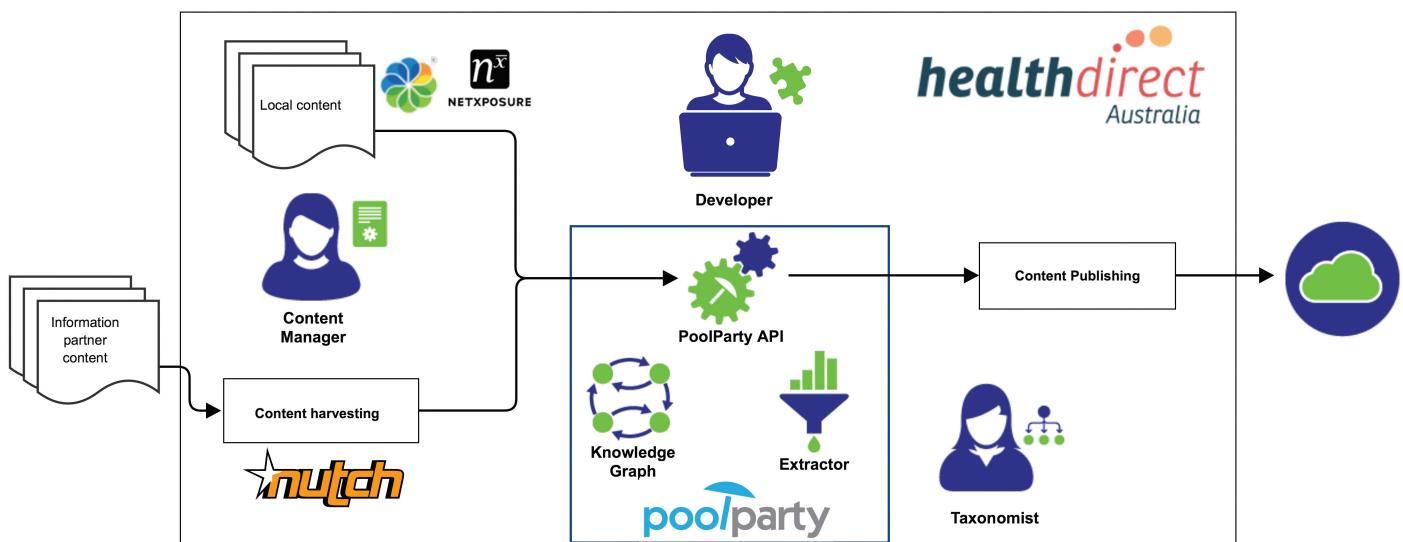 Local content
n x̄
NETXPOSURE
healthdirect
Australia
Developer
Content
Manager
Information
partner
content
Content harvesting
nutch
PoolParty API
Knowledge
Graph
Extractor
poolparty
Content Publishing
Taxonomist